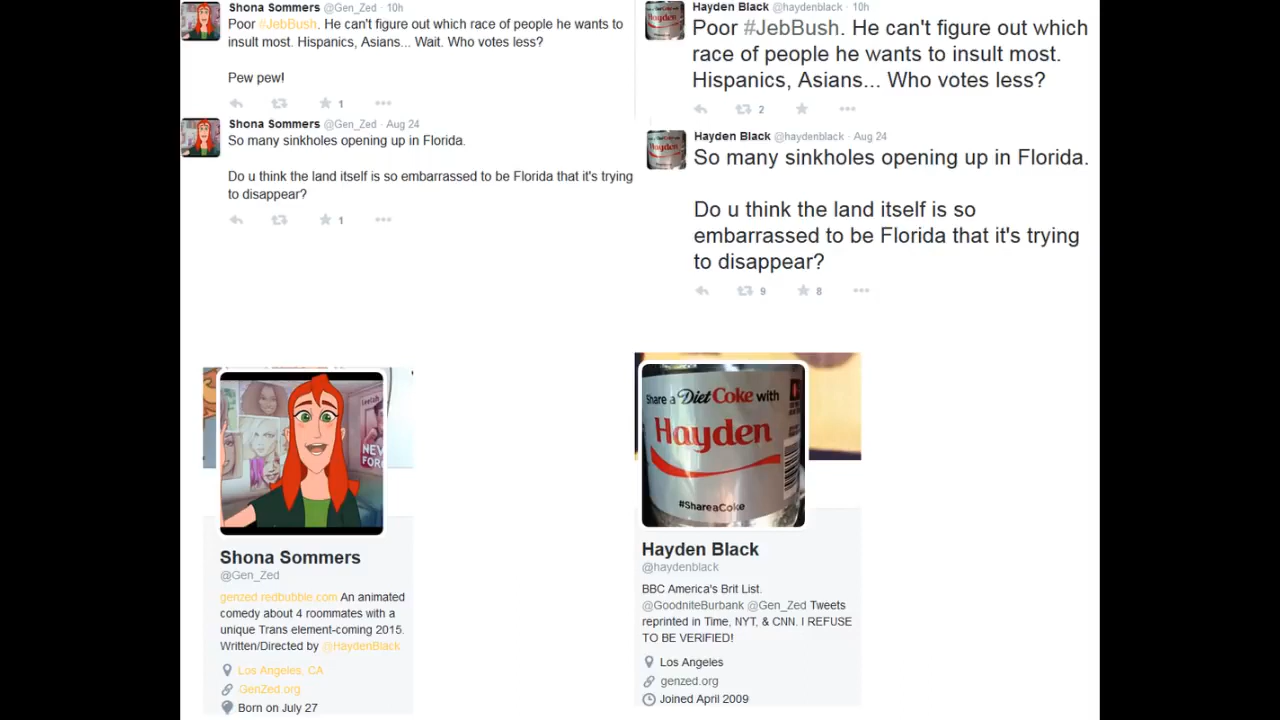 Shona Sommers @Gen_Zed · 10h
Poor #JebBush. He can't figure out which race of people he wants to
insult most. Hispanics, Asians... Wait. Who votes less?
Pew pew!
1
Shona Sommers @Gen_Zed · Aug 24
So many sinkholes opening up in Florida.
Do u think the land itself is so embarrassed to be Florida that it's trying
to disappear?
1
Hayden Black @haydenblack · 10h
Poor #JebBush. He can't figure out which
race of people he wants to insult most.
Hispanics, Asians... Who votes less?
2
Hayden Black @haydenblack · Aug 24
So many sinkholes opening up in Florida.
Do u think the land itself is so
embarrassed to be Florida that it's trying
to disappear?
9 8
NEW
FOR
Shona Sommers
@Gen_Zed
genzed.redbubble.com An animated
comedy about 4 roommates with a
unique Trans element-coming 2015.
Written/Directed by @HaydenBlack
Los Angeles, CA
GenZed.org
Born on July 27
Share a Diet Coke with
Hayden
#ShareaCoke
Hayden Black
@haydenblack
BBC America's Brit List.
@GoodniteBurbank @Gen_Zed Tweets
reprinted in Time, NYT, & CNN. I REFUSE
TO BE VERIFIED!
Los Angeles
genzed.org
Joined April 2009